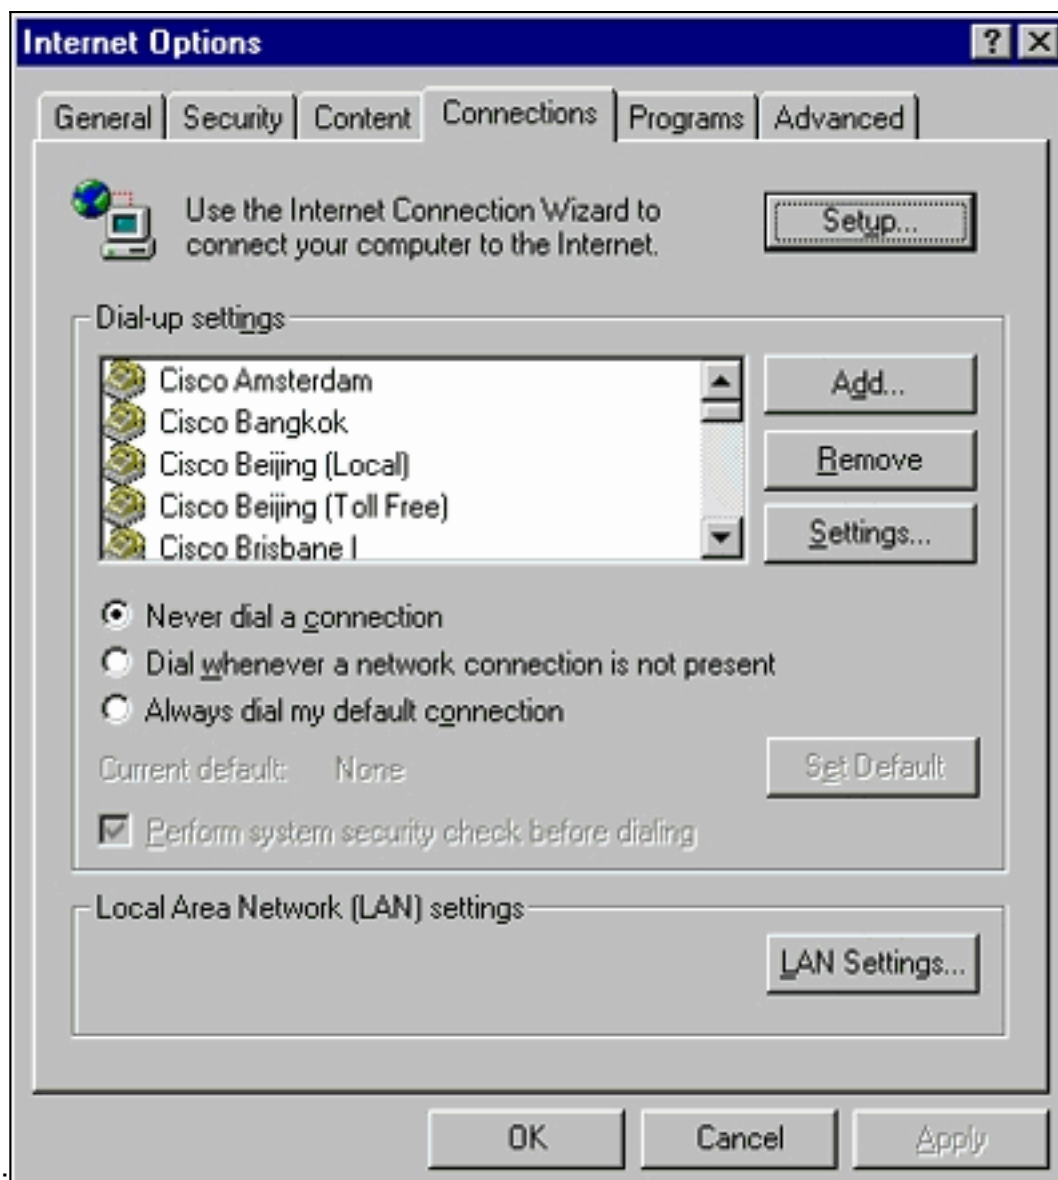 Internet Options
General Security Content Connections Programs Advanced
Use the Internet Connection Wizard to
connect your computer to the Internet.
Setup...
Dial-up settings
Cisco Amsterdam
Cisco Bangkok
Cisco Beijing (Local)
Cisco Beijing (Toll Free)
Cisco Brisbane I
Add...
Remove
Settings...
Never dial a connection
Dial whenever a network connection is not present
Always dial my default connection
Current default: None
Set Default
Perform system security check before dialing
Local Area Network (LAN) settings
LAN Settings...
OK Cancel Apply